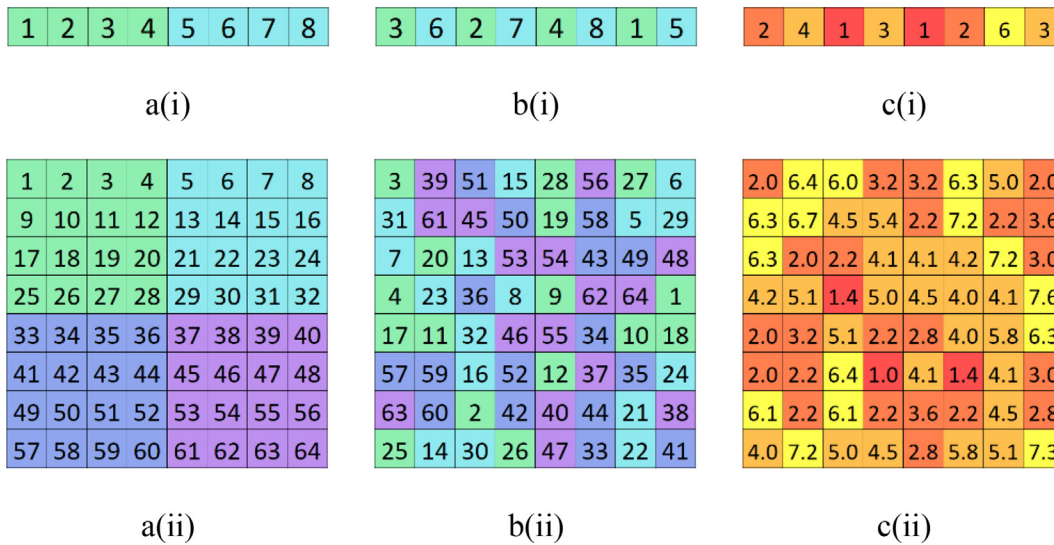 1 2 3 4 5 6 7 8 3 6 2 7 4 8 1 5 2 4 1 3 1 2 6 3
a(i) b(i) c(i)
1 2 3 4 5 6 7 8 3 39 51 15 28 56 27 6 2.0 6.4 6.0 3.2 3.2 6.3 5.0 2.0
9 10 11 12 13 14 15 16 31 61 45 50 19 58 5 29 6.3 6.7 4.5 5.4 2.2 7.2 2.2 3.6
17 18 19 20 21 22 23 24 7 20 13 53 54 43 49 48 6.3 2.0 2.2 4.1 4.1 4.2 7.2 3.0
25 26 27 28 29 30 31 32 4 23 36 8 9 62 64 1 4.2 5.1 1.4 5.0 4.5 4.0 4.1 7.6
33 34 35 36 37 38 39 40 17 11 32 46 55 34 10 18 2.0 3.2 5.1 2.2 2.8 4.0 5.8 6.3
41 42 43 44 45 46 47 48 57 59 16 52 12 37 35 24 2.0 2.2 6.4 1.0 4.1 1.4 4.1 3.0
49 50 51 52 53 54 55 56 63 60 2 42 40 44 21 38 6.1 2.2 6.1 2.2 3.6 2.2 4.5 2.8
57 58 59 60 61 62 63 64 25 14 30 26 47 33 22 41 4.0 7.2 5.0 4.5 2.8 5.8 5.1 7.3
a(ii) b(ii) c(ii)